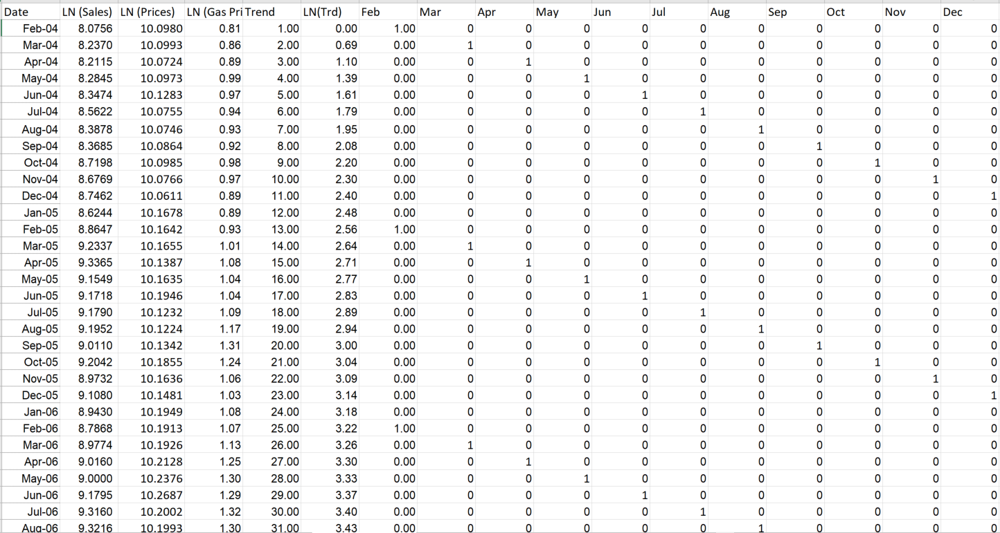 Date LN (Sales) LN (Prices) LN (Gas Pri Trend LN(Trd) Feb Mar Apr May Jun Jul Aug Sep Oct Nov Dec
Feb-04 8.0756 10.0980 0.81 1.00 0.00 1.00 0 0 0 0 0 0 0 0 0 0
Mar-04 8.2370 10.0993 0.86 2.00 0.69 0.00 1 0 0 0 0 0 0 0 0 0
Apr-04 8.2115 10.0724 0.89 3.00 1.10 0.00 0 1 0 0 0 0 0 0 0 0
May-04 8.2845 10.0973 0.99 4.00 1.39 0.00 0 0 1 0 0 0 0 0 0 0
Jun-04 8.3474 10.1283 0.97 5.00 1.61 0.00 0 0 0 1 0 0 0 0 0 0
Jul-04 8.5622 10.0755 0.94 6.00 1.79 0.00 0 0 0 0 1 0 0 0 0 0
Aug-04 8.3878 10.0746 0.93 7.00 1.95 0.00 0 0 0 0 0 1 0 0 0 0
Sep-04 8.3685 10.0864 0.92 8.00 2.08 0.00 0 0 0 0 0 0 1 0 0 0
Oct-04 8.7198 10.0985 0.98 9.00 2.20 0.00 0 0 0 0 0 0 0 1 0 0
Nov-04 8.6769 10.0766 0.97 10.00 2.30 0.00 0 0 0 0 0 0 0 0 1 0
Dec-04 8.7462 10.0611 0.89 11.00 2.40 0.00 0 0 0 0 0 0 0 0 0 1
Jan-05 8.6244 10.1678 0.89 12.00 2.48 0.00 0 0 0 0 0 0 0 0 0 0
Feb-05 8.8647 10.1642 0.93 13.00 2.56 1.00 0 0 0 0 0 0 0 0 0 0
Mar-05 9.2337 10.1655 1.01 14.00 2.64 0.00 1 0 0 0 0 0 0 0 0 0
Apr-05 9.3365 10.1387 1.08 15.00 2.71 0.00 0 1 0 0 0 0 0 0 0 0
May-05 9.1549 10.1635 1.04 16.00 2.77 0.00 0 0 1 0 0 0 0 0 0 0
Jun-05 9.1718 10.1946 1.04 17.00 2.83 0.00 0 0 0 1 0 0 0 0 0 0
Jul-05 9.1790 10.1232 1.09 18.00 2.89 0.00 0 0 0 0 1 0 0 0 0 0
Aug-05 9.1952 10.1224 1.17 19.00 2.94 0.00 0 0 0 0 0 1 0 0 0 0
Sep-05 9.0110 10.1342 1.31 20.00 3.00 0.00 0 0 0 0 0 0 1 0 0 0
Oct-05 9.2042 10.1855 1.24 21.00 3.04 0.00 0 0 0 0 0 0 0 1 0 0
Nov-05 8.9732 10.1636 1.06 22.00 3.09 0.00 0 0 0 0 0 0 0 0 1 0
Dec-05 9.1080 10.1481 1.03 23.00 3.14 0.00 0 0 0 0 0 0 0 0 0 1
Jan-06 8.9430 10.1949 1.08 24.00 3.18 0.00 0 0 0 0 0 0 0 0 0 0
Feb-06 8.7868 10.1913 1.07 25.00 3.22 1.00 0 0 0 0 0 0 0 0 0 0
Mar-06 8.9774 10.1926 1.13 26.00 3.26 0.00 1 0 0 0 0 0 0 0 0 0
Apr-06 9.0160 10.2128 1.25 27.00 3.30 0.00 0 1 0 0 0 0 0 0 0 0
May-06 9.0000 10.2376 1.30 28.00 3.33 0.00 0 0 1 0 0 0 0 0 0 0
Jun-06 9.1795 10.2687 1.29 29.00 3.37 0.00 0 0 0 1 0 0 0 0 0 0
Jul-06 9.3160 10.2002 1.32 30.00 3.40 0.00 0 0 0 0 1 0 0 0 0 0
Aug-06 9.3216 10.1993 1.30 31.00 3.43 0.00 0 0 0 0 0 1 0 0 0 0